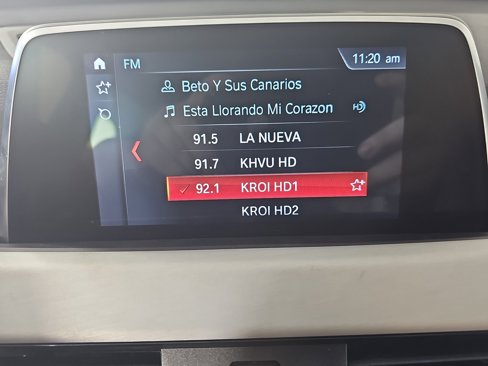 FM 11:20 am
Beto Y Sus Canarios
Esta Llorando Mi Corazon
91.5 LA NUEVA
91.7 KHVU HD
92.1 KROI HD1
KROI HD2